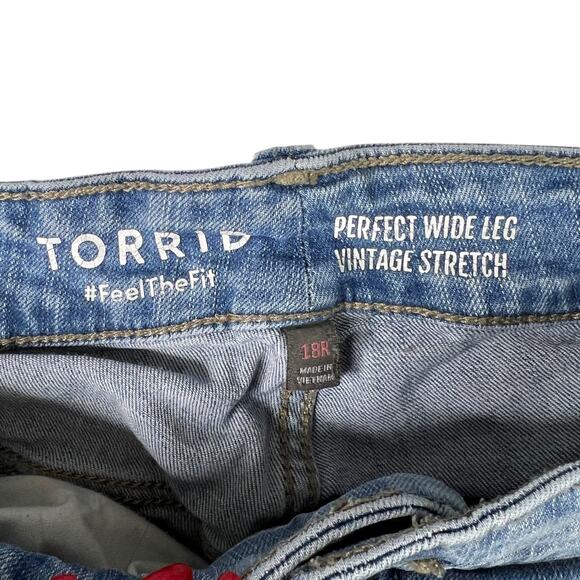 TORRID
#FeelTheFit
PERFECT WIDE LEG
VINTAGE STRETCH
18R
MADE IN
VIETNAM